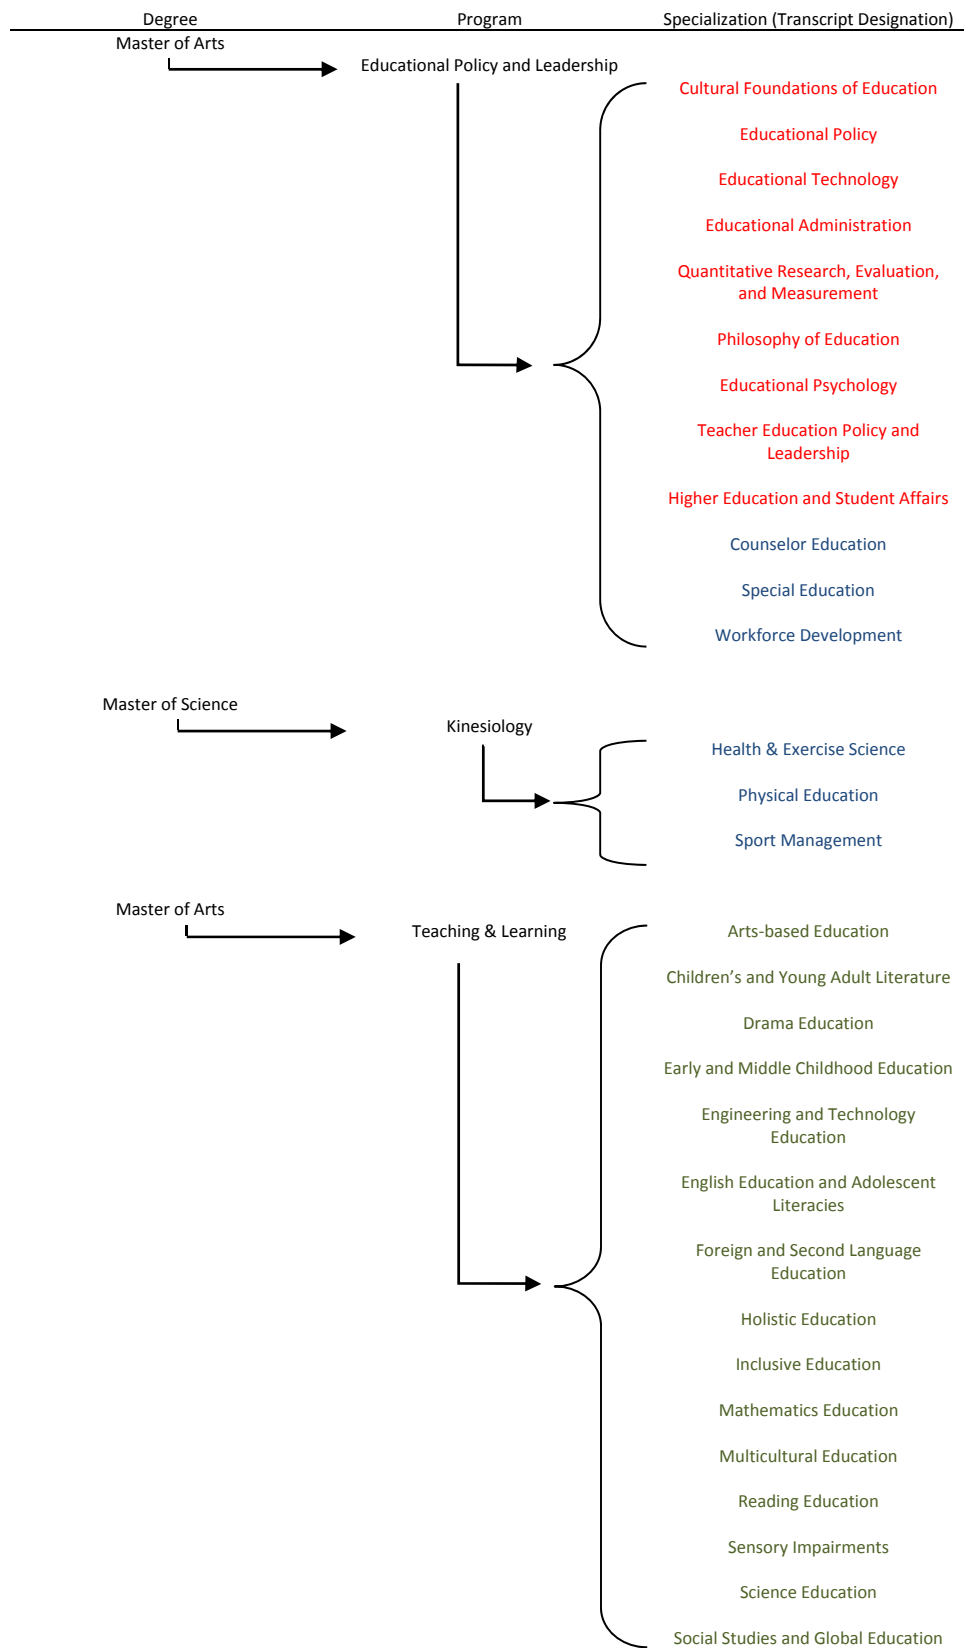 Degree Program Specialization (Transcript Designation)
Master of Arts
Educational Policy and Leadership
Cultural Foundations of Education
Educational Policy
Educational Technology
Educational Administration
Quantitative Research, Evaluation,
and Measurement
Philosophy of Education
Educational Psychology
Teacher Education Policy and
Leadership
Higher Education and Student Affairs
Counselor Education
Special Education
Workforce Development
Master of Science
Kinesiology
Health & Exercise Science
Physical Education
Sport Management
Master of Arts
Teaching & Learning
Arts-based Education
Children’s and Young Adult Literature
Drama Education
Early and Middle Childhood Education
Engineering and Technology
Education
English Education and Adolescent
Literacies
Foreign and Second Language
Education
Holistic Education
Inclusive Education
Mathematics Education
Multicultural Education
Reading Education
Sensory Impairments
Science Education
Social Studies and Global Education